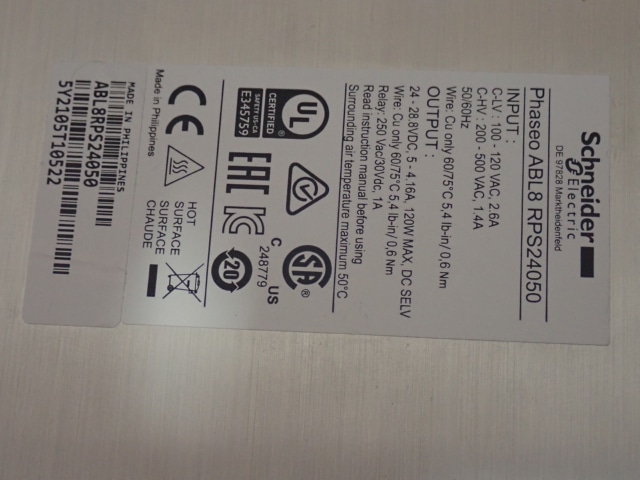 Schneider
Electric
DE 97828 Marktheidenfeld
Phaseo ABL8 RPS24050
INPUT :
C-LV : 100 - 120 VAC, 2.6A
C-HV : 200 - 500 VAC, 1.4A
50/60Hz
Wire: Cu only 60/75°C 5,4 lb-in/ 0,6 Nm
OUTPUT :
24 - 28.8VDC, 5 - 4,16A, 120W MAX, DC SELV
Wire: Cu only 60/75°C 5,4 lb-in/ 0,6 Nm
Relay: 250 Vac/30Vdc, 1A
Read instruction manual before using
Surrounding air temperature maximum 50°C
UL
CERTIFIED
SAFETY US-CA
E345759
SA
C US
248779
EAC
20
CE
HOT
SURFACE
SURFACE
CHAUDE
Made in Philippines
MADE IN PHILIPPINES
ABL8RPS24050
5Y2105T10522